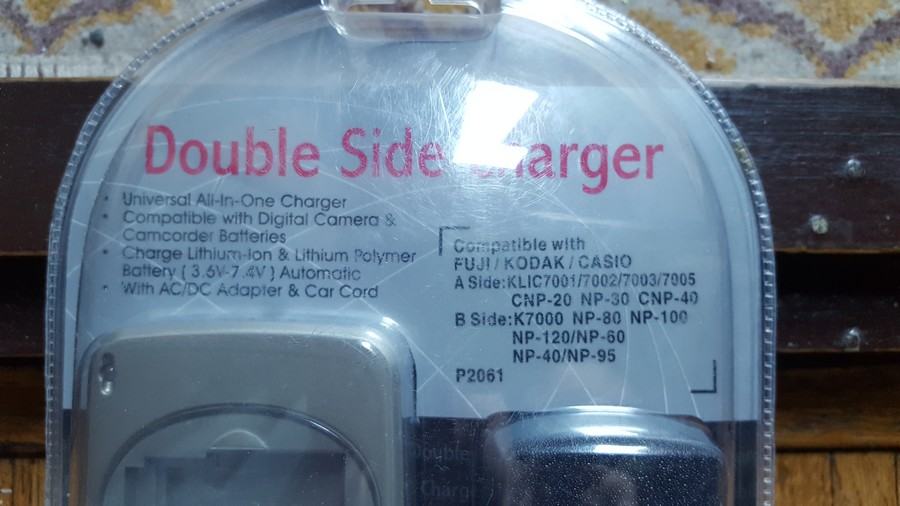 Double Side Charger
• Universal All-In-One Charger
• Compatible with Digital Camera &
Camcorder Batteries
• Charge Lithium-Ion & Lithium Polymer
Battery ( 3.6V-7.4V ) Automatic
• With AC/DC Adapter & Car Cord
Compatible with
FUJI / KODAK / CASIO
A Side:KLIC7001/7002/7003/7005
CNP-20 NP-30 CNP-40
B Side:K7000 NP-80 NP-100
NP-120/NP-60
NP-40/NP-95
P2061
Double
Charg